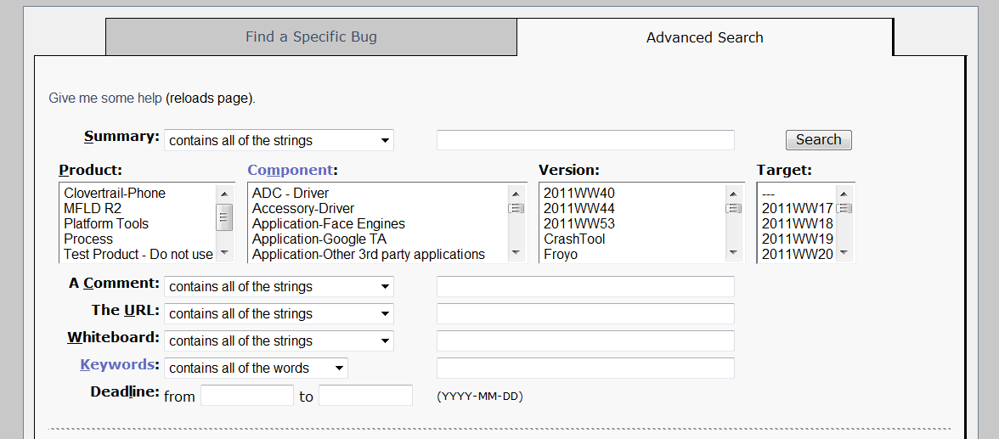 Find a Specific Bug
Advanced Search
Give me some help (reloads page).
Summary: contains all of the strings Search
Product: Component: Version: Target:
Clovertrail-Phone ADC - Driver 2011WW40 ---
MFLD R2 Accessory-Driver 2011WW44 2011WW17
Platform Tools Application-Face Engines 2011WW53 2011WW18
Process Application-Google TA CrashTool 2011WW19
Test Product - Do not use Application-Other 3rd party applications Froyo 2011WW20
A Comment: contains all of the strings
The URL: contains all of the strings
Whiteboard: contains all of the strings
Keywords: contains all of the words
Deadline: from to (YYYY-MM-DD)